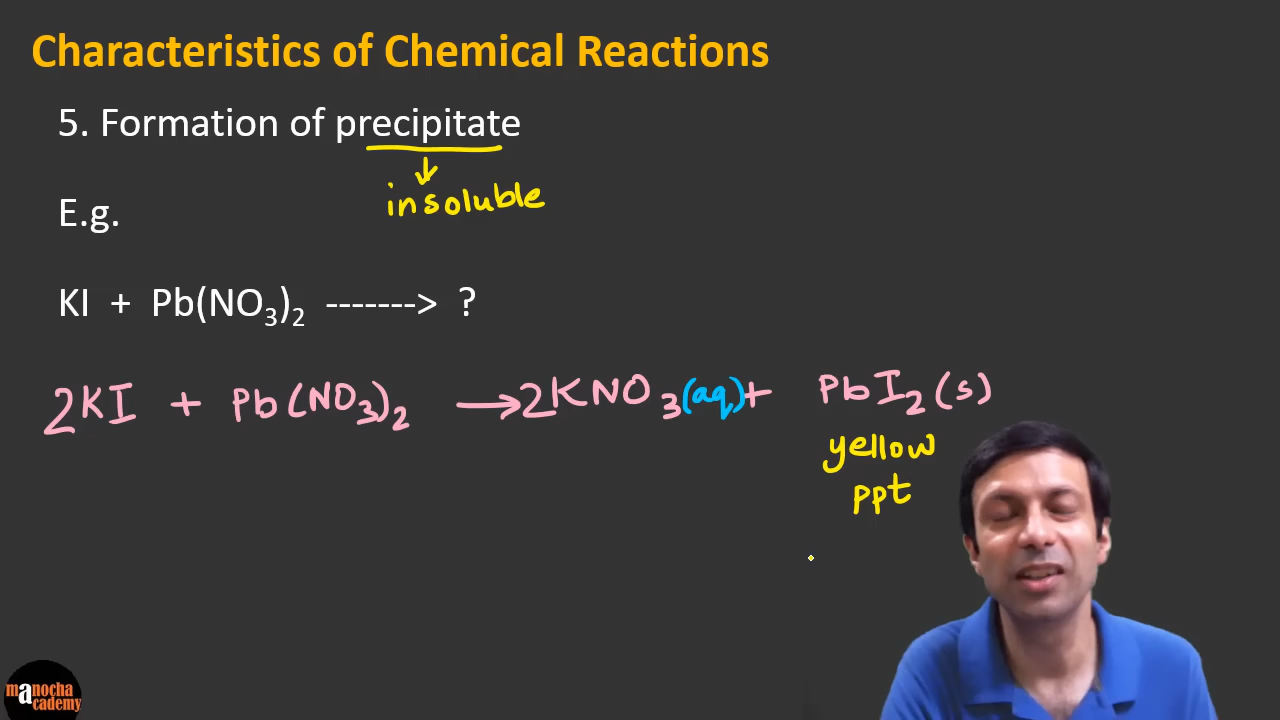 Characteristics of Chemical Reactions
5. Formation of precipitate
insoluble
E.g.
KI + Pb(NO₃)₂ -------> ?
2KI + Pb(NO₃)₂ → 2KNO₃(aq) + PbI₂(s)
yellow
ppt
manocha
academy